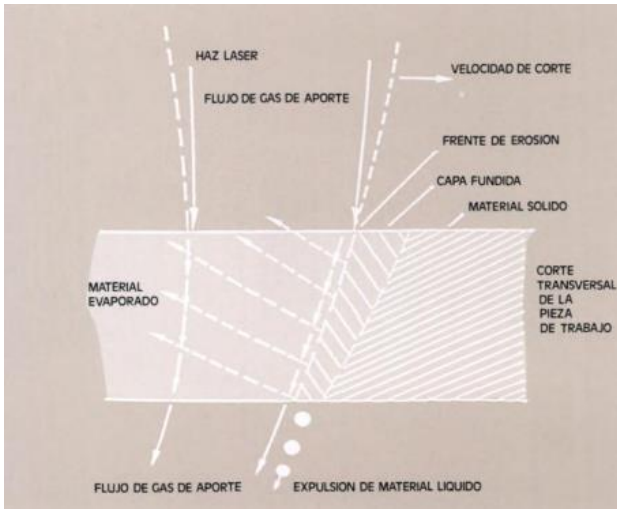 HAZ LASER
VELOCIDAD DE CORTE
FLUJO DE GAS DE APORTE
FRENTE DE EROSION
CAPA FUNDIDA
MATERIAL SOLIDO
MATERIAL
EVAPORADO
CORTE
TRANSVERSAL
DE LA
PIEZA
DE TRABAJO
FLUJO DE GAS DE APORTE
EXPULSION DE MATERIAL LIQUIDO